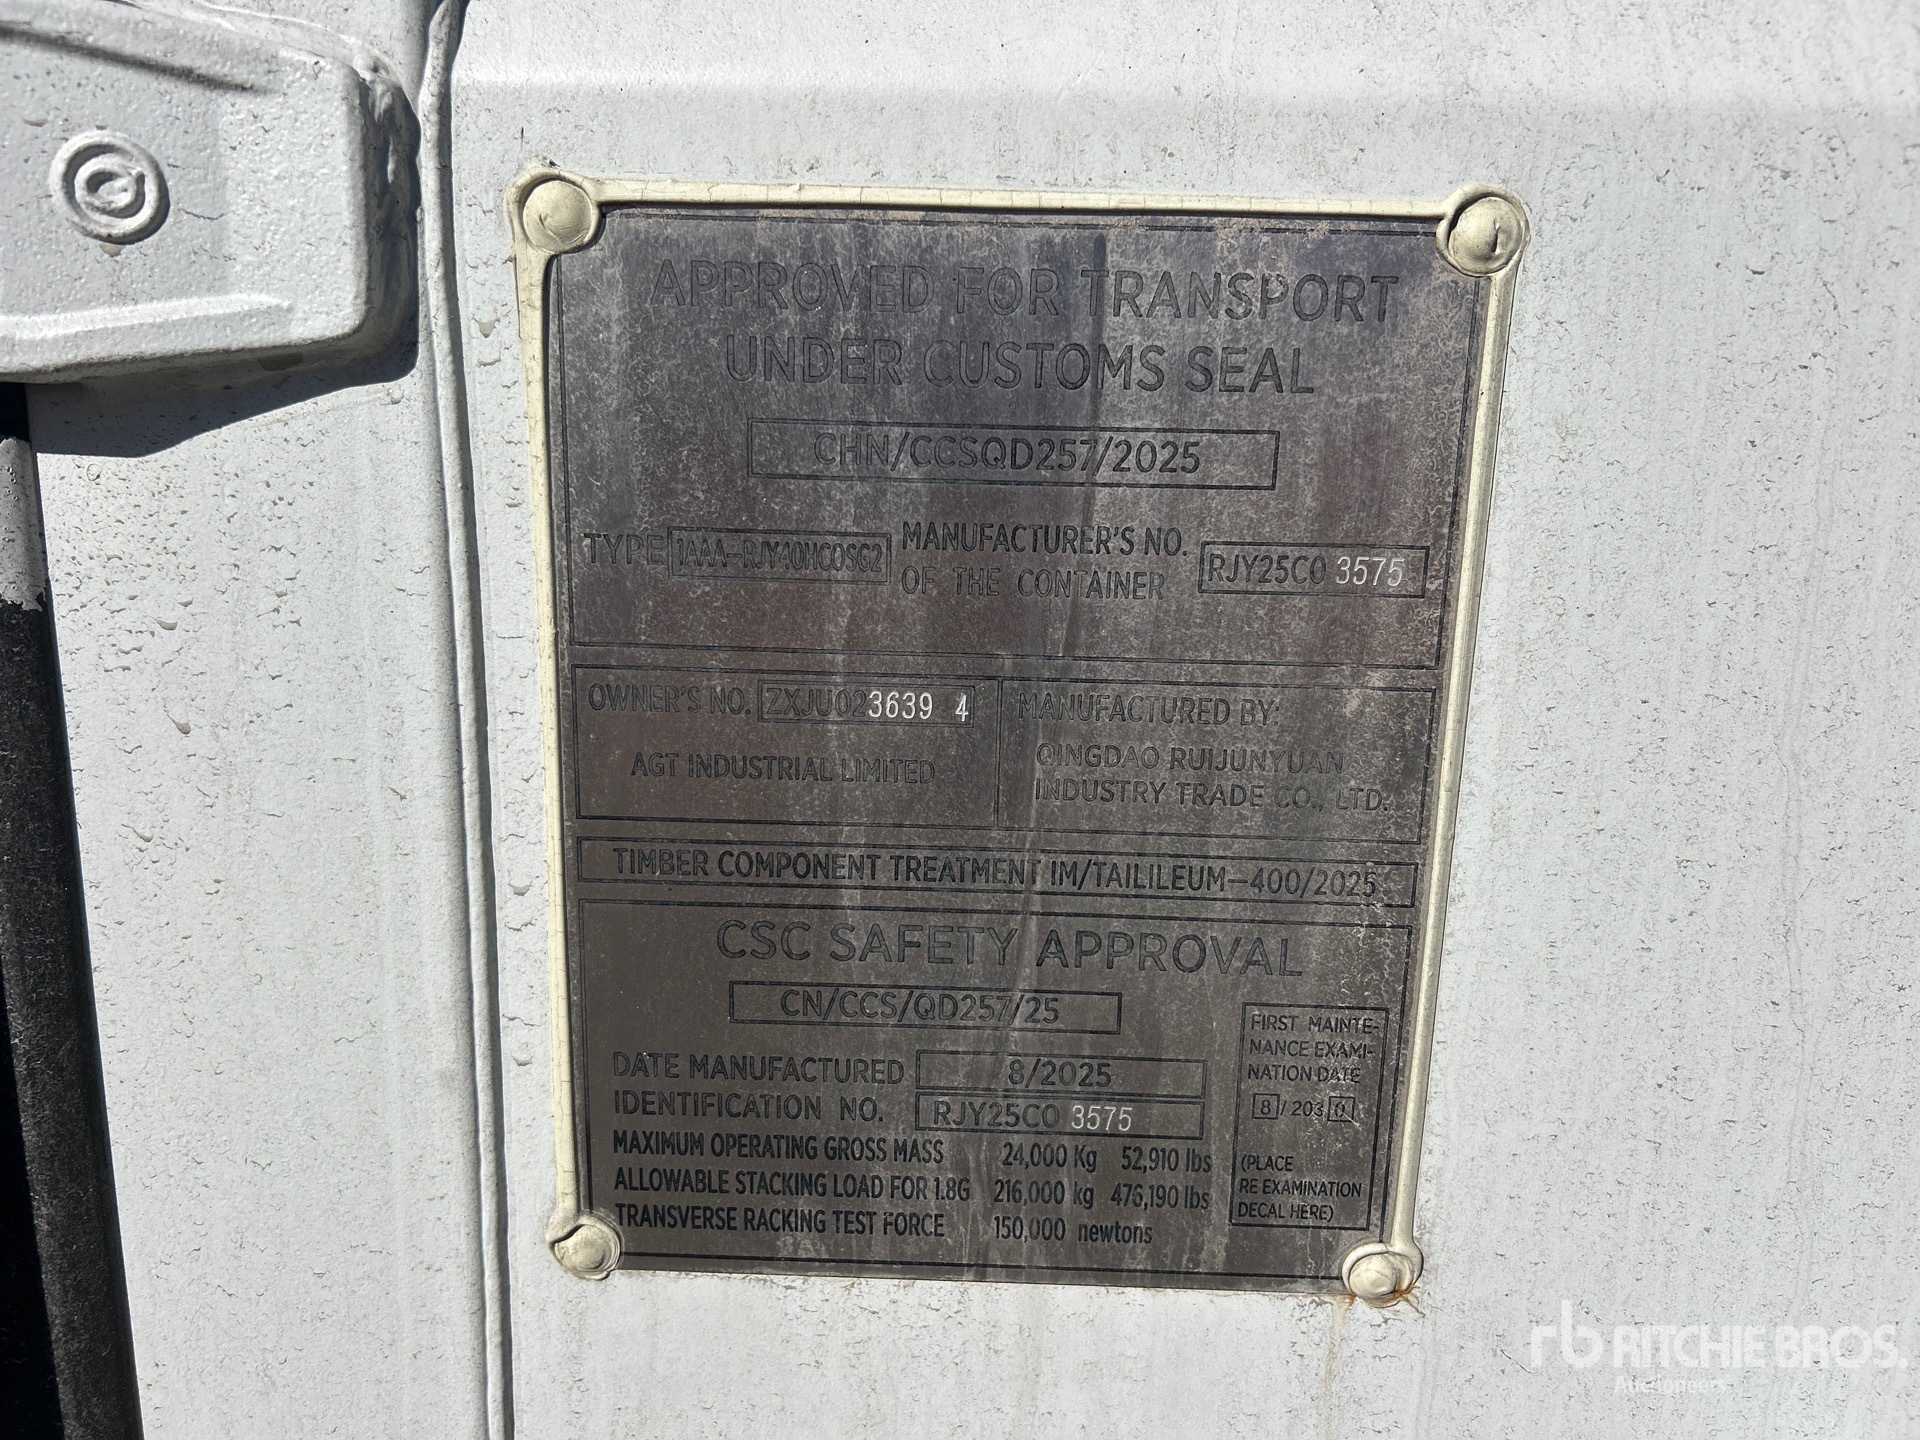 APPROVED FOR TRANSPORT
UNDER CUSTOMS SEAL
CHN/CCSQD257/2025
TYPE 1AAA-RJY40HCOSG2 MANUFACTURER'S NO. OF THE CONTAINER RJY25C0 3575
OWNER'S NO. ZXJU023639 4
AGT INDUSTRIAL LIMITED
MANUFACTURED BY:
QINGDAO RUIJUNYUAN
INDUSTRY TRADE CO., LTD.
TIMBER COMPONENT TREATMENT IM/TAILILEUM-400/2025
CSC SAFETY APPROVAL
CN/CCS/QD257/25
DATE MANUFACTURED 8/2025
IDENTIFICATION NO. RJY25C0 3575
MAXIMUM OPERATING GROSS MASS 24,000 Kg 52,910 lbs
ALLOWABLE STACKING LOAD FOR 1.8G 216,000 kg 476,190 lbs
TRANSVERSE RACKING TEST FORCE 150,000 newtons
FIRST MAINTE-
NANCE EXAMI-
NATION DATE
8 / 2030
(PLACE
RE EXAMINATION
DECAL HERE)
rb RITCHIE BROS.
Auctioneers